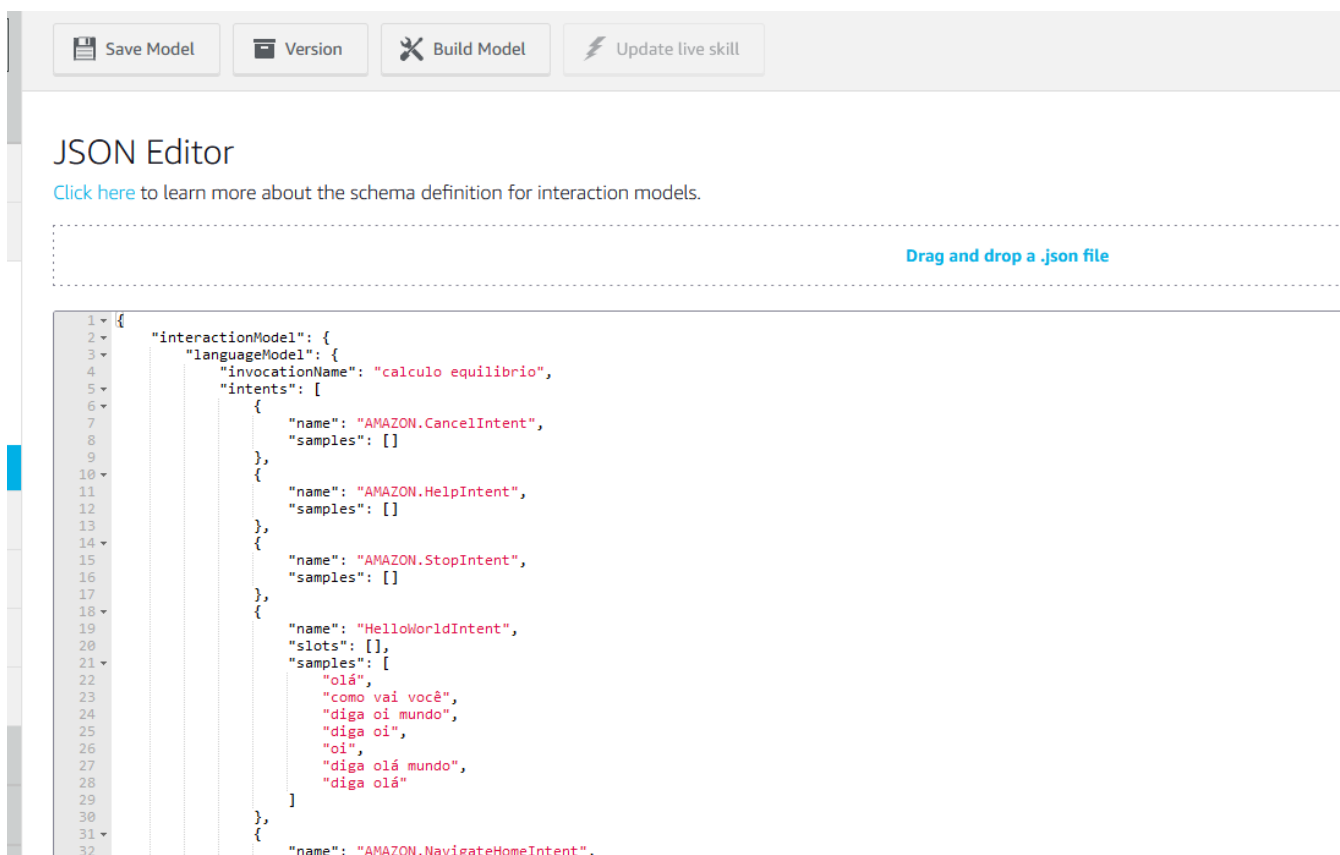 Save Model Version Build Model Update live skill
JSON Editor
Click here to learn more about the schema definition for interaction models.
Drag and drop a .json file
1 {
2 "interactionModel": {
3 "languageModel": {
4 "invocationName": "calculo equilibrio",
5 "intents": [
6 {
7 "name": "AMAZON.CancelIntent",
8 "samples": []
9 },
10 {
11 "name": "AMAZON.HelpIntent",
12 "samples": []
13 },
14 {
15 "name": "AMAZON.StopIntent",
16 "samples": []
17 },
18 {
19 "name": "HelloWorldIntent",
20 "slots": [],
21 "samples": [
22 "olá",
23 "como vai você",
24 "diga oi mundo",
25 "diga oi",
26 "oi",
27 "diga olá mundo",
28 "diga olá"
29 ]
30 },
31 {
32 "name": "AMAZON.NavigateHomeIntent",